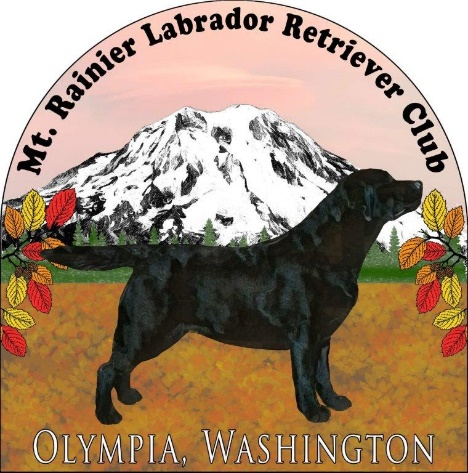 Mt. Rainier Labrador Retriever Club
OLYMPIA, WASHINGTON